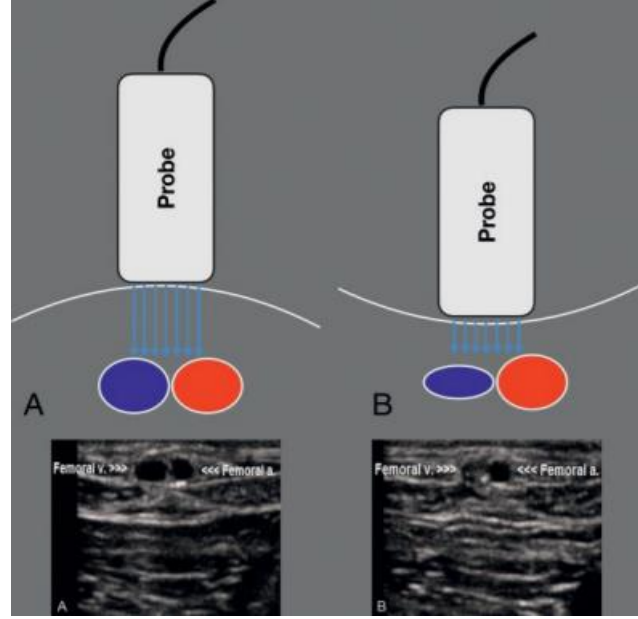 Probe
Probe
A
B
Femoral v. >>> <<< Femoral a.
Femoral v. >>> <<< Femoral a.
A
B